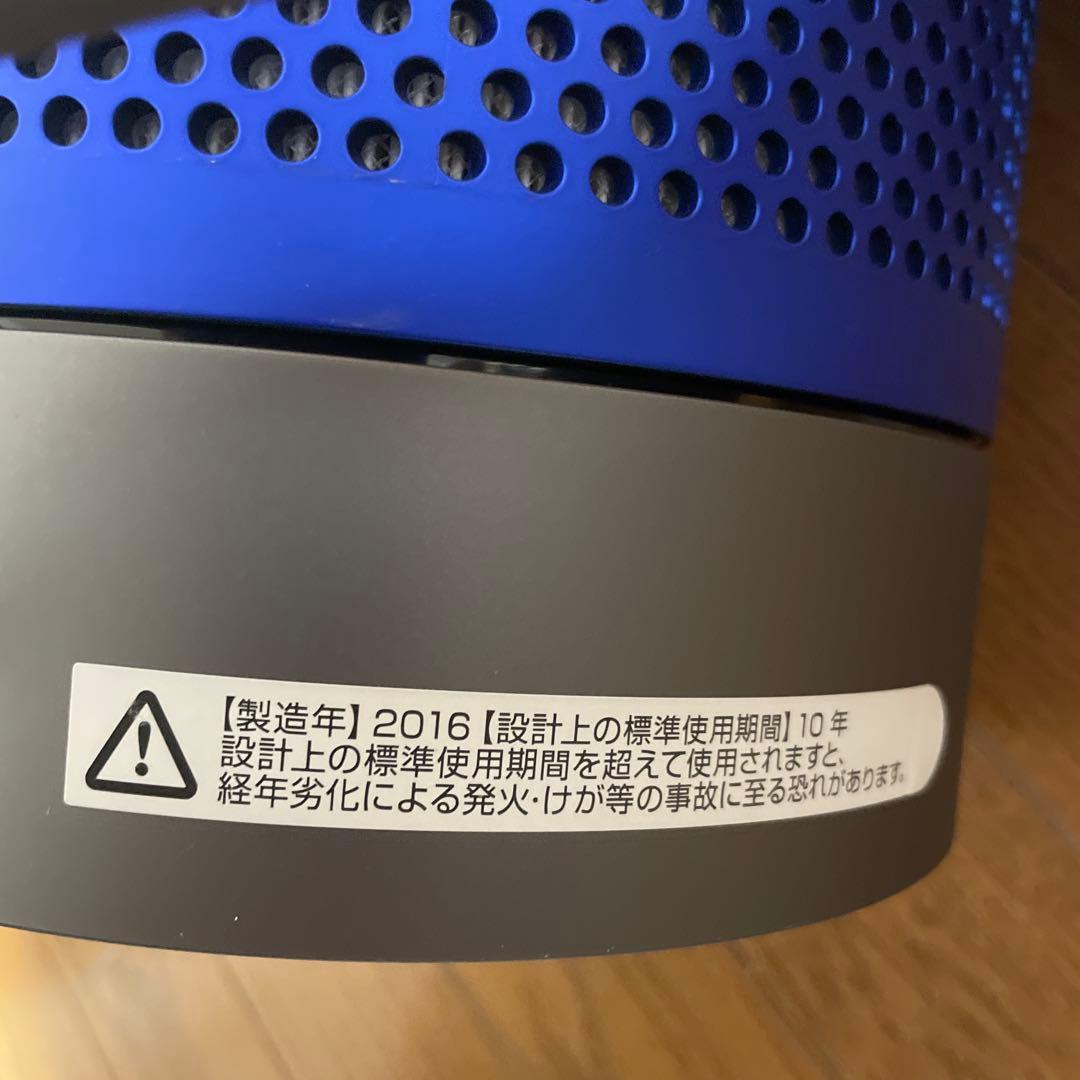 【製造年】2016【設計上の標準使用期間】10年
設計上の標準使用期間を超えて使用されますと、
経年劣化による発火·けが等の事故に至る恐れがあります。